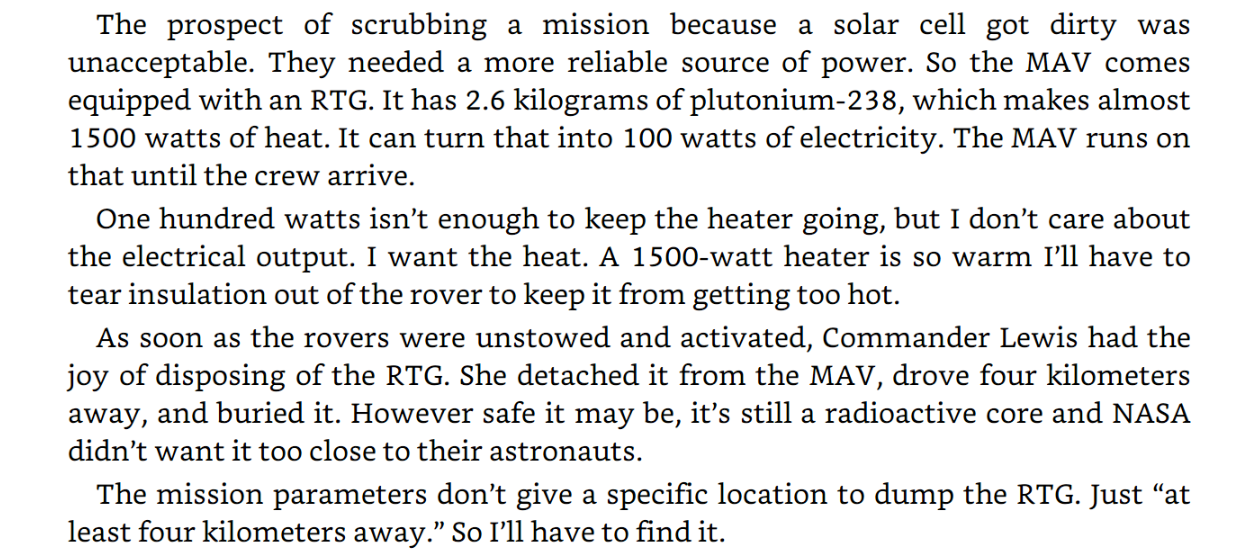 The prospect of scrubbing a mission because a solar cell got dirty was
unacceptable. They needed a more reliable source of power. So the MAV comes
equipped with an RTG. It has 2.6 kilograms of plutonium-238, which makes almost
1500 watts of heat. It can turn that into 100 watts of electricity. The MAV runs on
that until the crew arrive.
One hundred watts isn’t enough to keep the heater going, but I don’t care about
the electrical output. I want the heat. A 1500-watt heater is so warm I’ll have to
tear insulation out of the rover to keep it from getting too hot.
As soon as the rovers were unstowed and activated, Commander Lewis had the
joy of disposing of the RTG. She detached it from the MAV, drove four kilometers
away, and buried it. However safe it may be, it’s still a radioactive core and NASA
didn’t want it too close to their astronauts.
The mission parameters don’t give a specific location to dump the RTG. Just “at
least four kilometers away.” So I’ll have to find it.